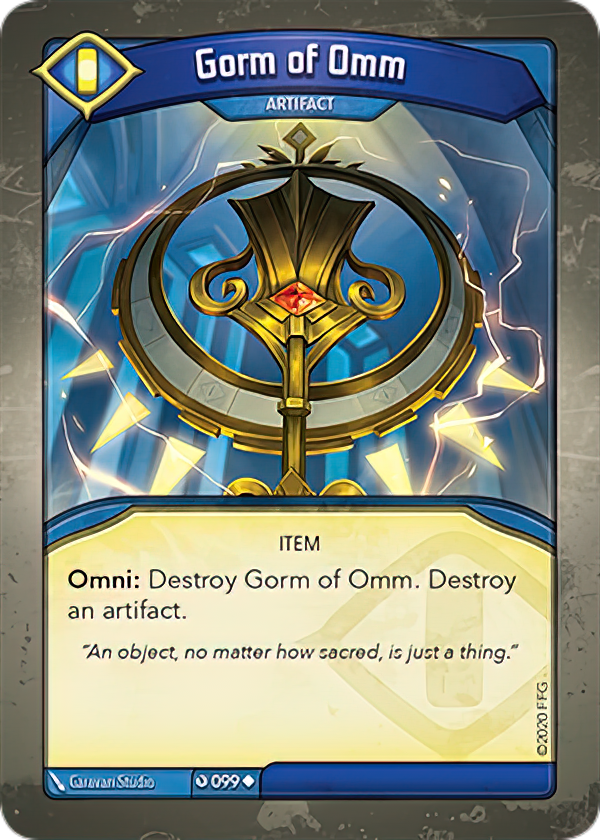 Gorm of Omm
ARTIFACT
ITEM
Omni: Destroy Gorm of Omm. Destroy
an artifact.
"An object, no matter how sacred, is just a thing."
©2020 FFG
Caravan Studio
099